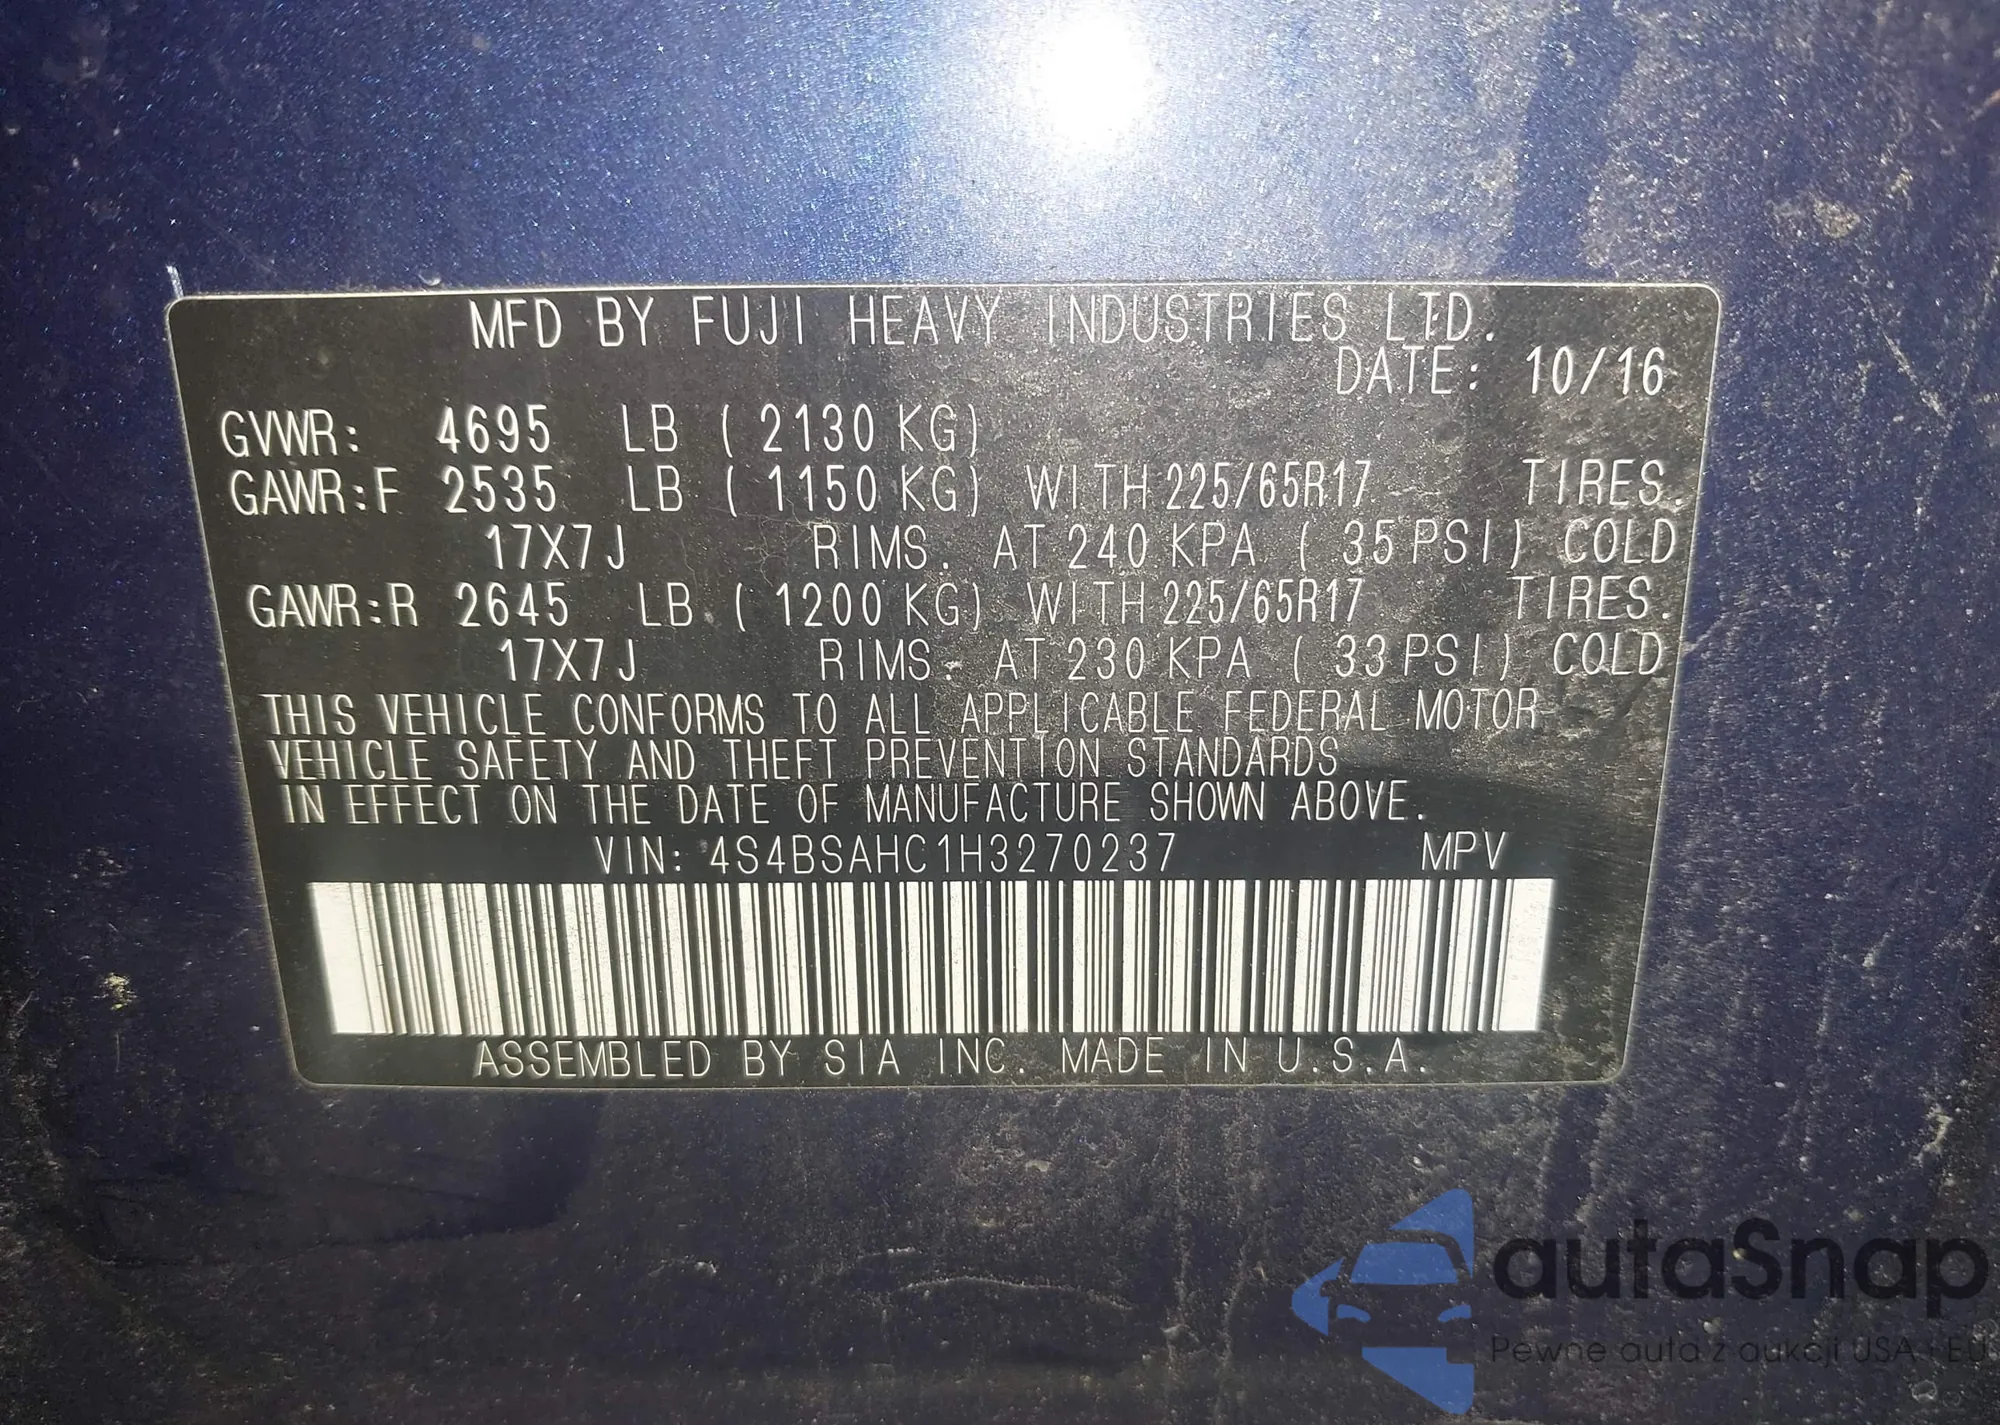 MFD BY FUJI HEAVY INDUSTRIES LTD.
DATE: 10/16
GVWR: 4695 LB ( 2130 KG)
GAWR:F 2535 LB ( 1150 KG) WITH 225/65R17 TIRES.
17X7J RIMS. AT 240 KPA ( 35 PSI) COLD
GAWR:R 2645 LB ( 1200 KG) WITH 225/65R17 TIRES.
17X7J RIMS. AT 230 KPA ( 33 PSI) COLD
THIS VEHICLE CONFORMS TO ALL APPLICABLE FEDERAL MOTOR
VEHICLE SAFETY AND THEFT PREVENTION STANDARDS
IN EFFECT ON THE DATE OF MANUFACTURE SHOWN ABOVE.
VIN: 4S4BSAHC1H3270237 MPV
ASSEMBLED BY SIA INC. MADE IN U.S.A.
autaSnap
Pewne auta z aukcji USA i EU